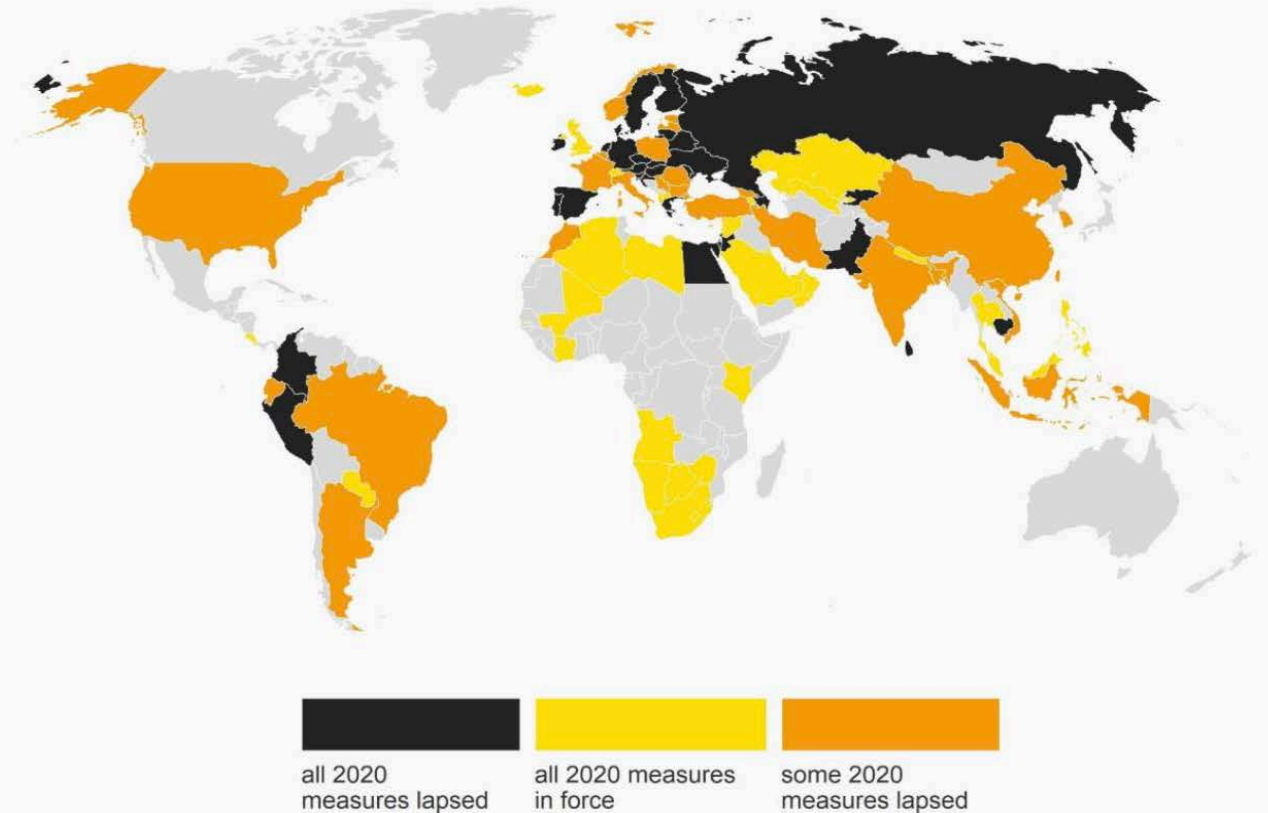 all 2020
measures lapsed
all 2020 measures
in force
some 2020
measures lapsed